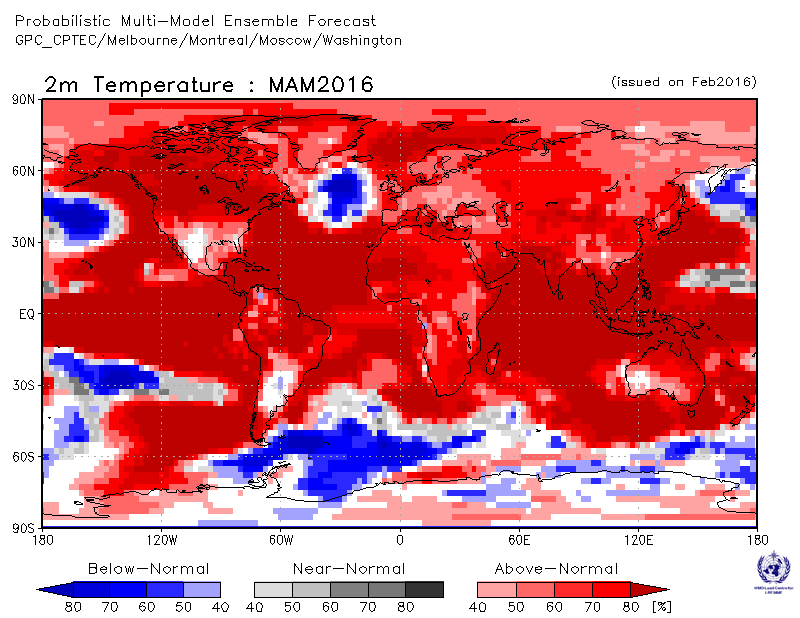 Probabilistic Multi-Model Ensemble Forecast
GPC_CPTEC/Melbourne/Montreal/Moscow/Washington
2m Temperature : MAM2016
(issued on Feb2016)
90N
60N
30N
EQ
30S
60S
90S
180 120W 60W 0 60E 120E 180
Below-Normal Near-Normal Above-Normal
80 70 60 50 40 40 50 60 70 80 40 50 60 70 80 [%]